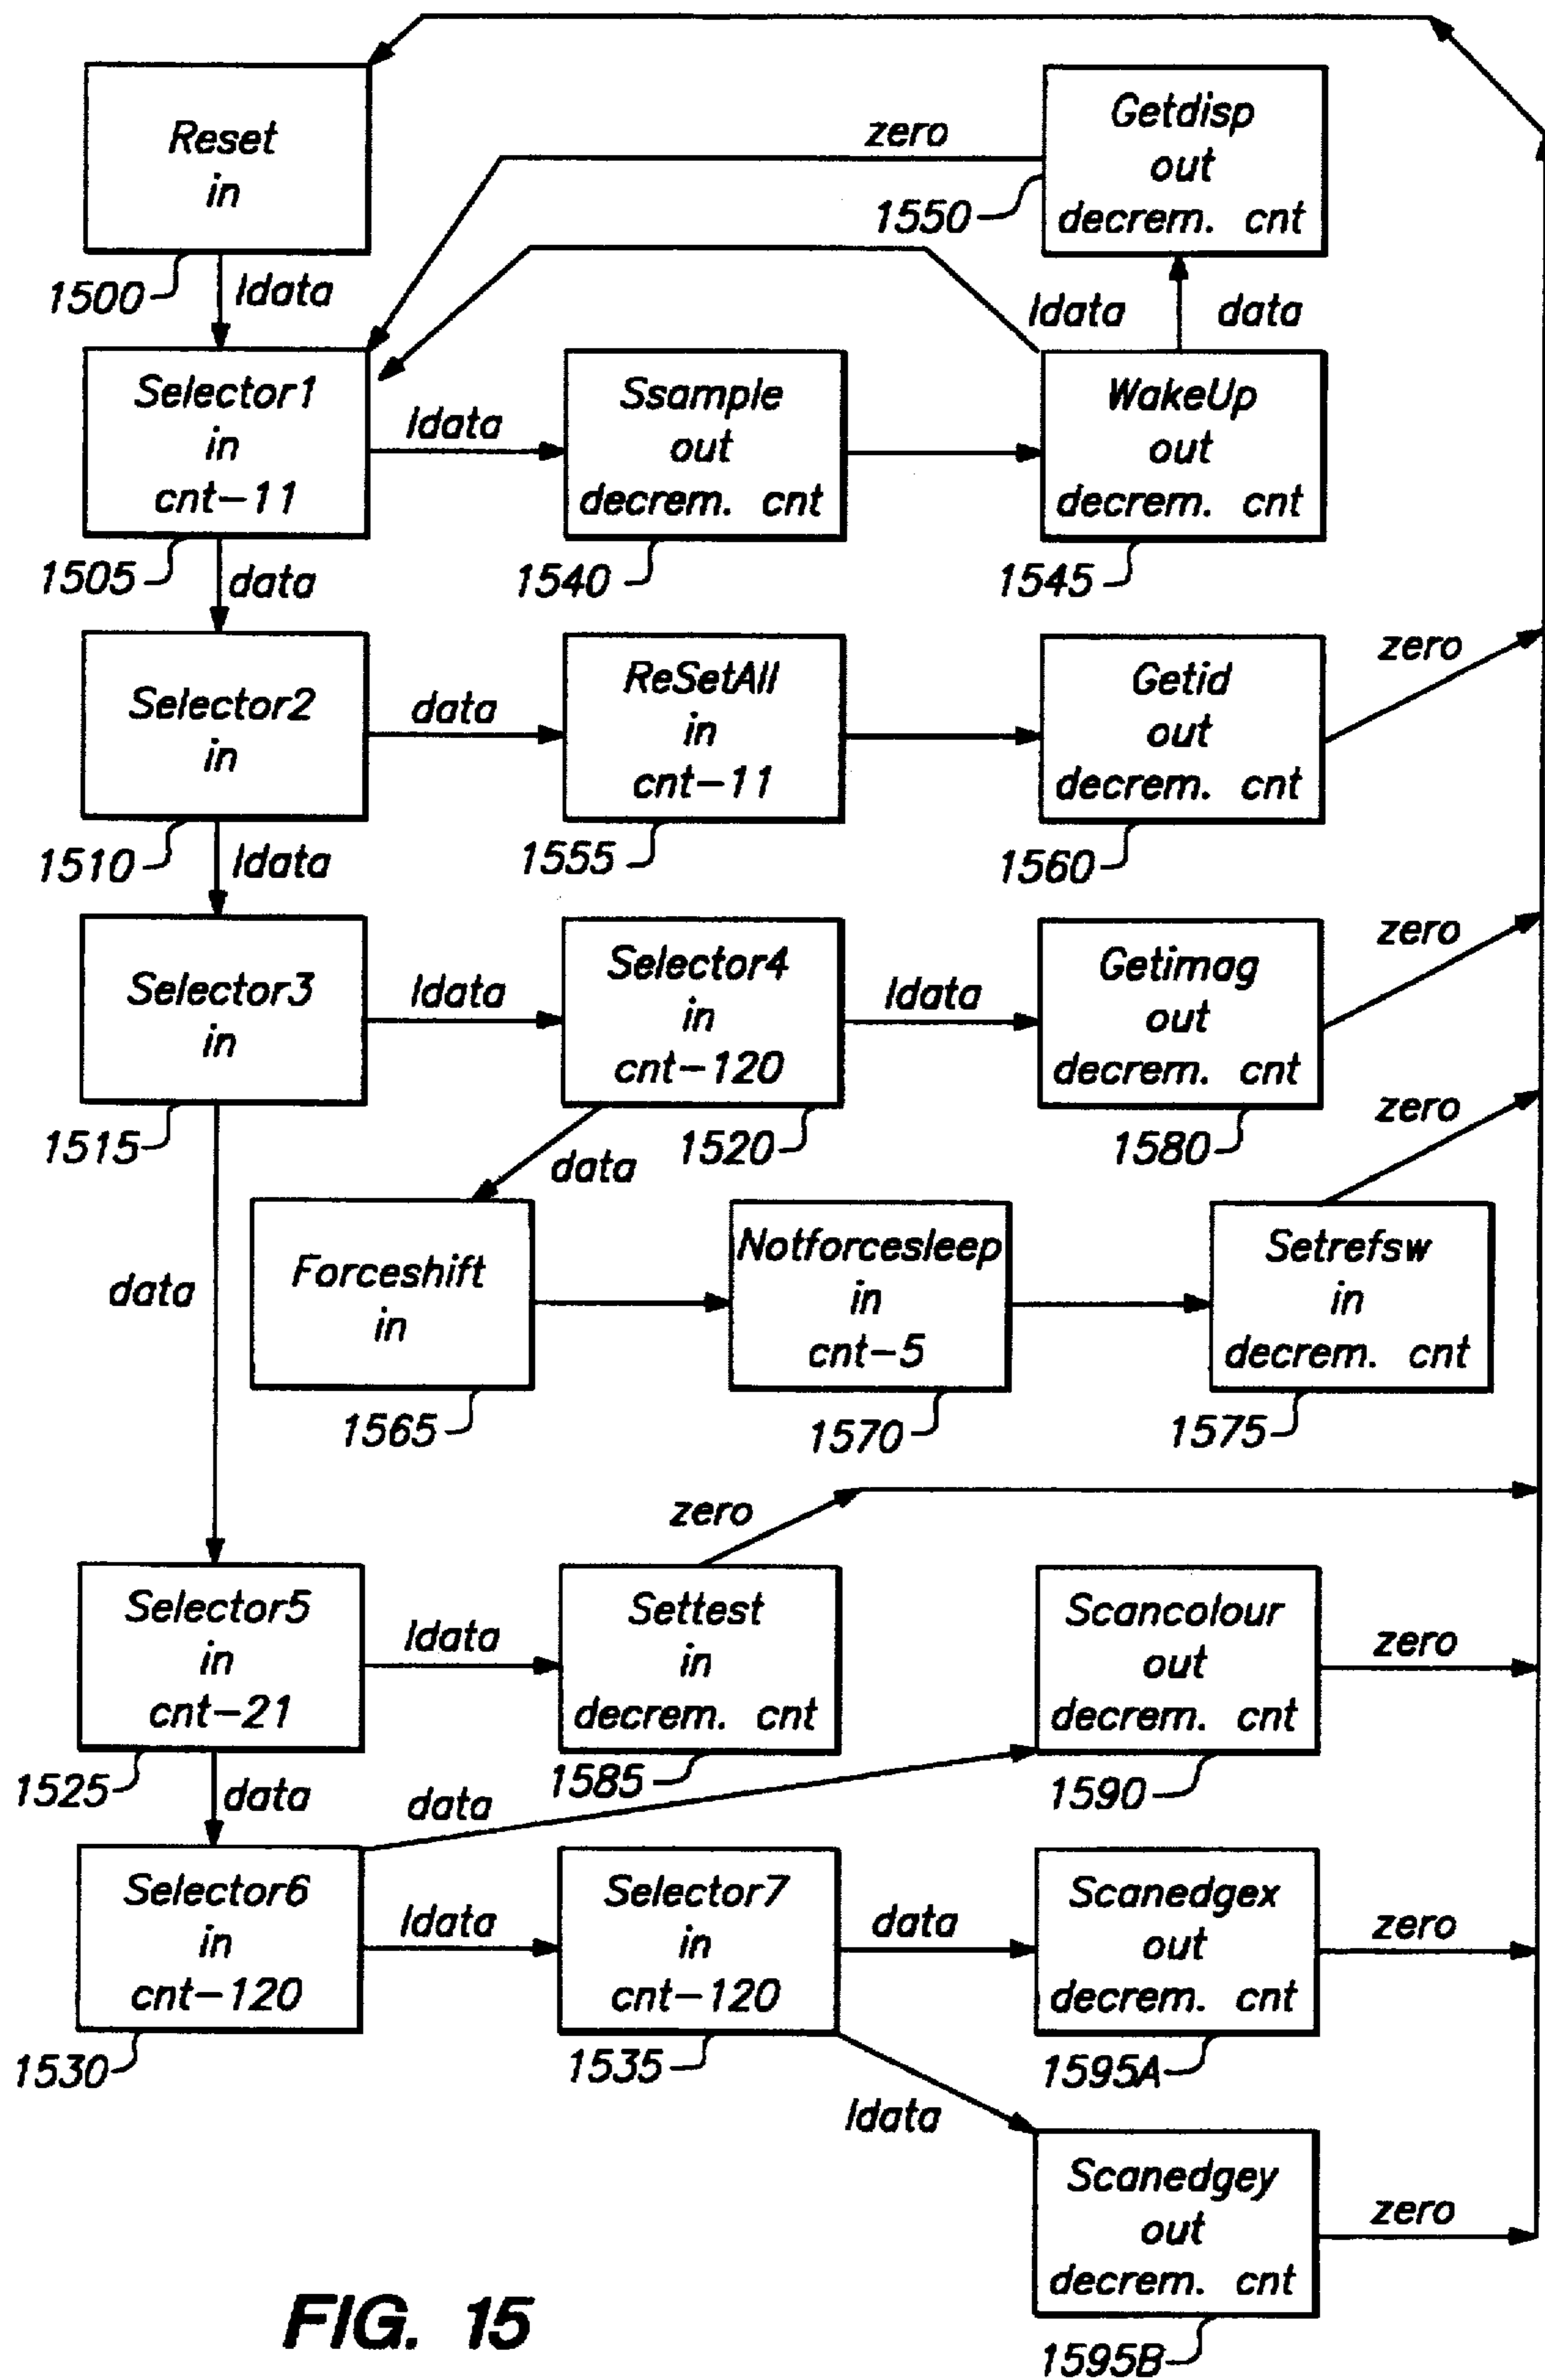 Reset
in
1500
Idata
zero
Getdisp
out
decrem. cnt
1550
Idata
data
Selector1
in
cnt-11
1505
Idata
Ssample
out
decrem. cnt
1540
WakeUp
out
decrem. cnt
1545
data
Selector2
in
1510
data
ReSetAll
in
cnt-11
1555
Getid
out
decrem. cnt
1560
zero
Idata
Selector3
in
1515
Idata
Selector4
in
cnt-120
1520
Idata
Getimag
out
decrem. cnt
1580
zero
data
data
Forceshift
in
1565
Notforcesleep
in
cnt-5
1570
Setrefsw
in
decrem. cnt
1575
zero
Selector5
in
cnt-21
1525
Idata
Settest
in
decrem. cnt
1585
zero
Scancolour
out
decrem. cnt
1590
zero
data
data
Selector6
in
cnt-120
1530
Idata
Selector7
in
cnt-120
1535
data
Scanedgex
out
decrem. cnt
1595A
zero
Idata
Scanedgey
out
decrem. cnt
1595B
zero
FIG. 15